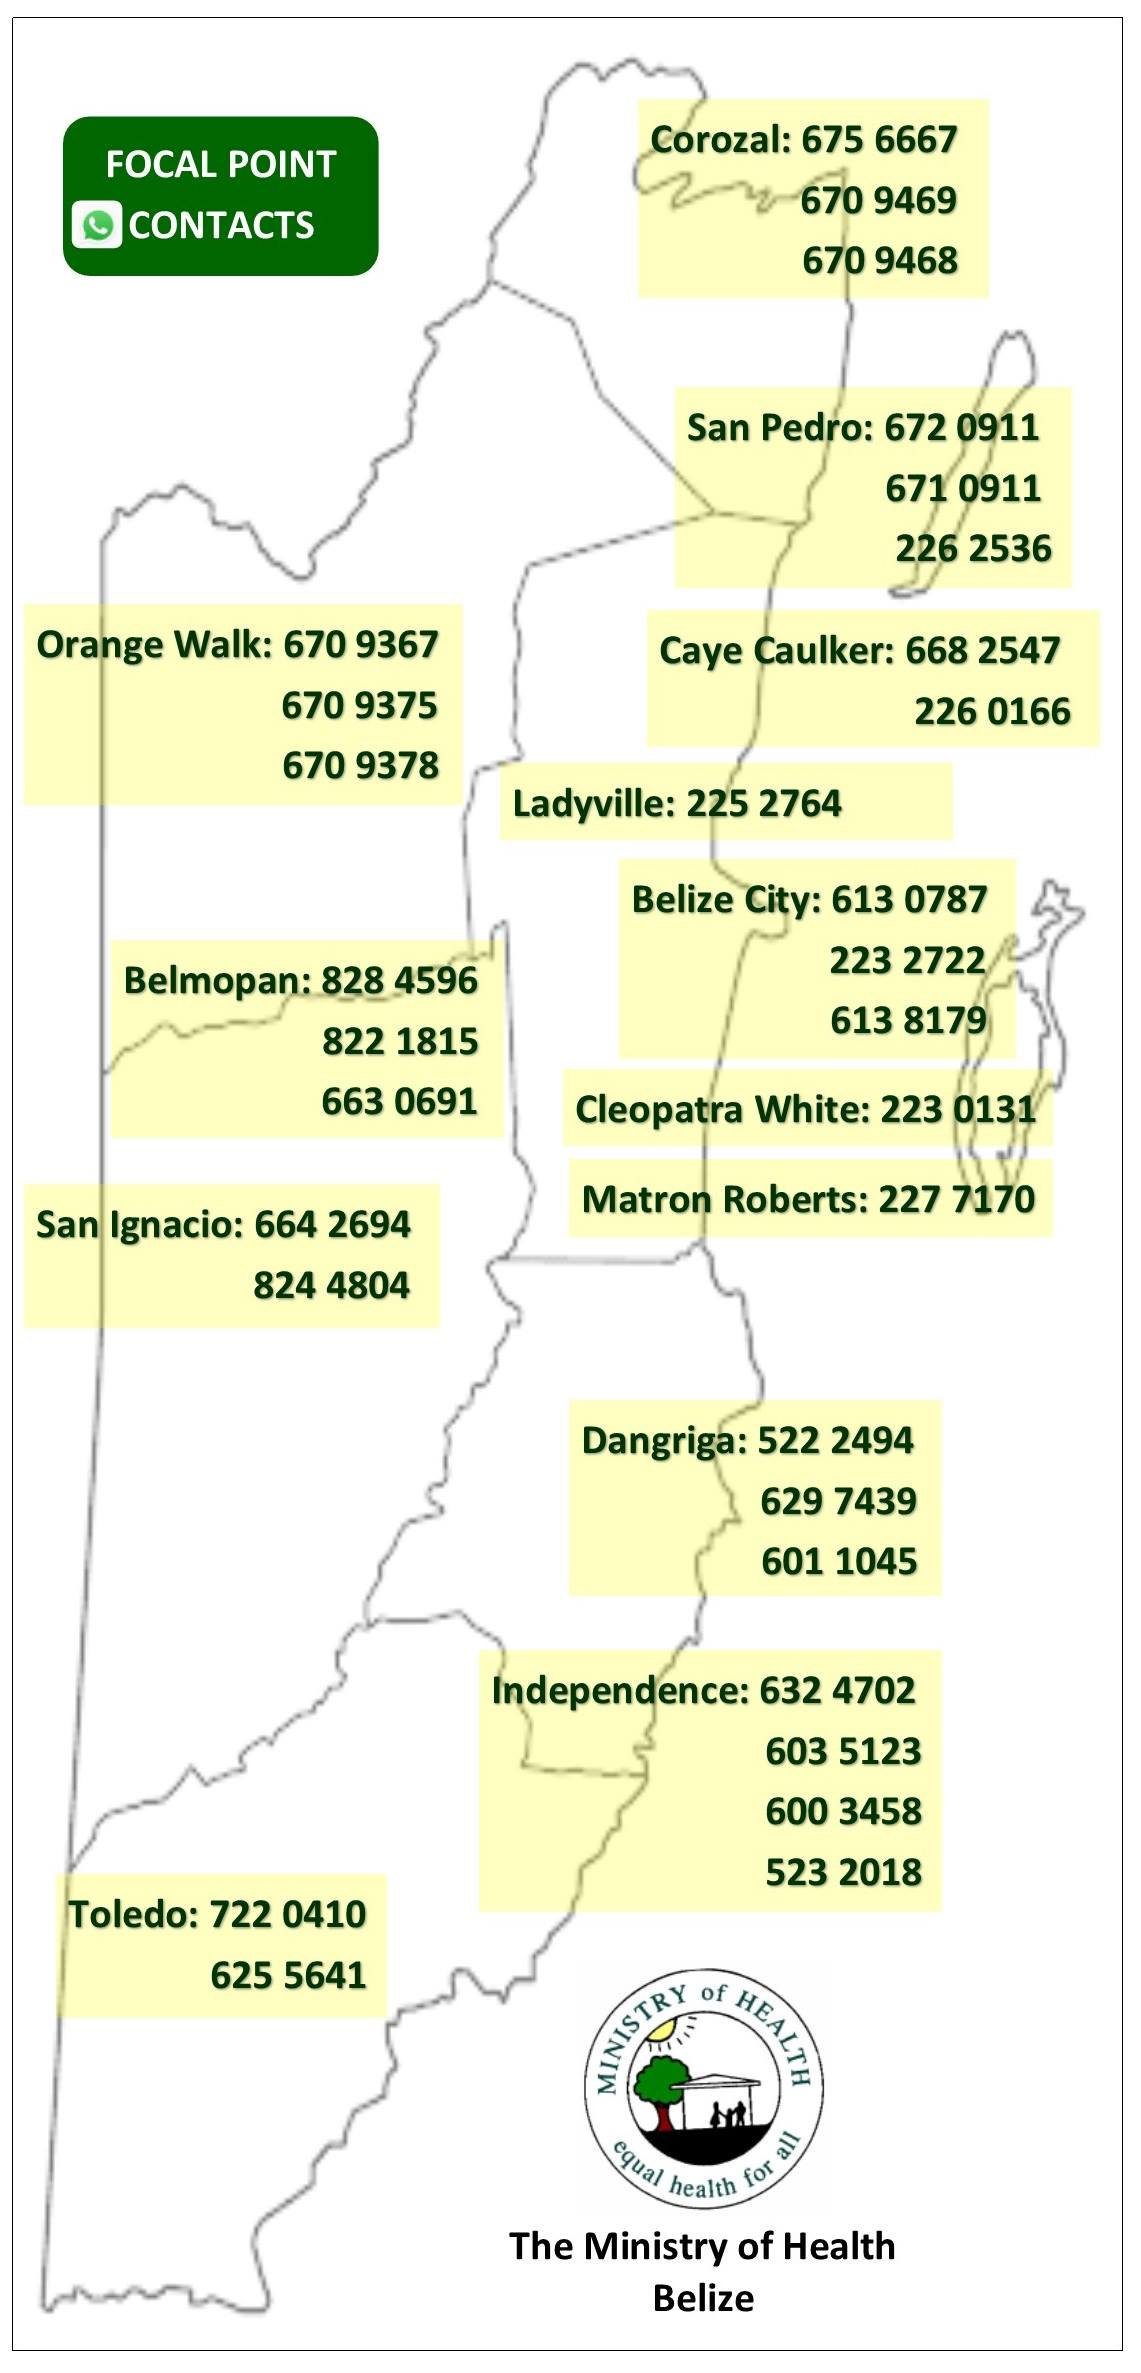 FOCAL POINT
CONTACTS
Corozal: 675 6667
670 9469
670 9468
San Pedro: 672 0911
671 0911
226 2536
Orange Walk: 670 9367
670 9375
670 9378
Caye Caulker: 668 2547
226 0166
Ladyville: 225 2764
Belize City: 613 0787
223 2722
613 8179
Belmopan: 828 4596
822 1815
663 0691
Cleopatra White: 223 0131
Matron Roberts: 227 7170
San Ignacio: 664 2694
824 4804
Dangriga: 522 2494
629 7439
601 1045
Independence: 632 4702
603 5123
600 3458
523 2018
Toledo: 722 0410
625 5641
MINISTRY of HEALTH
equal health for all
The Ministry of Health
Belize